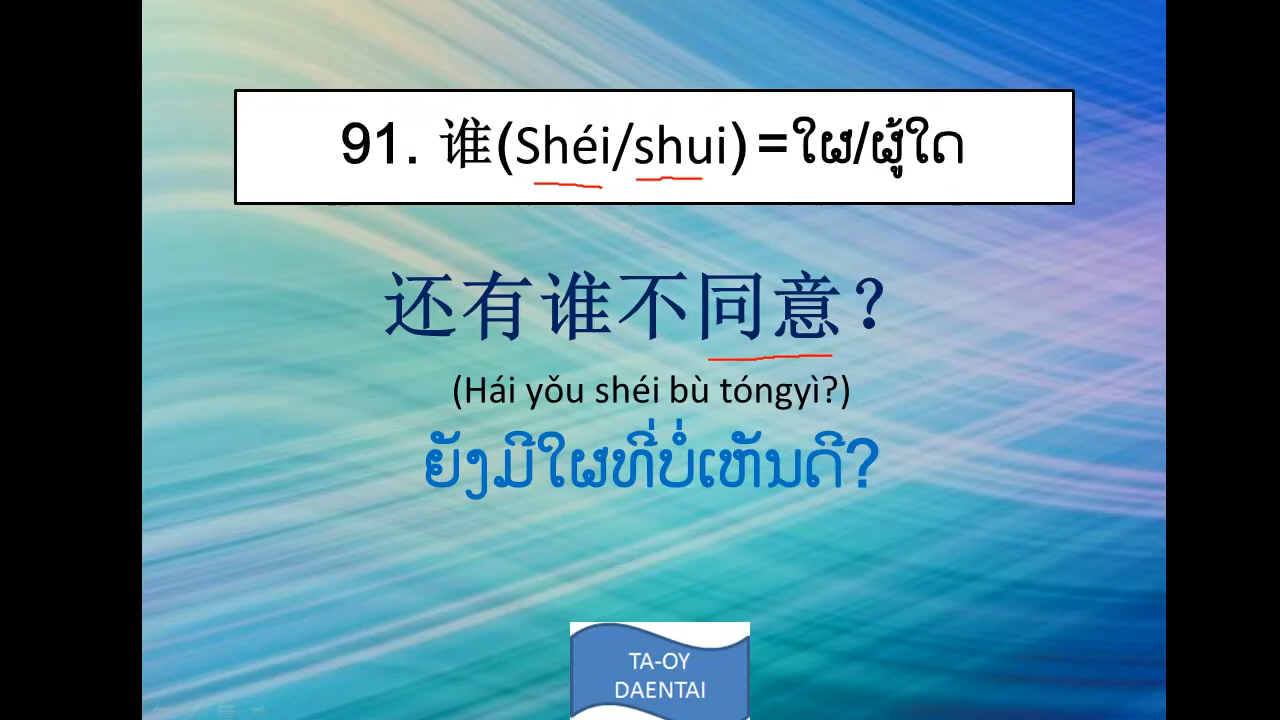 91. 谁(Shéi/shui)=ໃຜ/ຜູ້ໃດ
还有谁不同意？
(Hái yǒu shéi bù tóngyì?)
ຍັງມີໃຜທີ່ບໍ່ເຫັນດີ?
TA-OY
DAENTAI